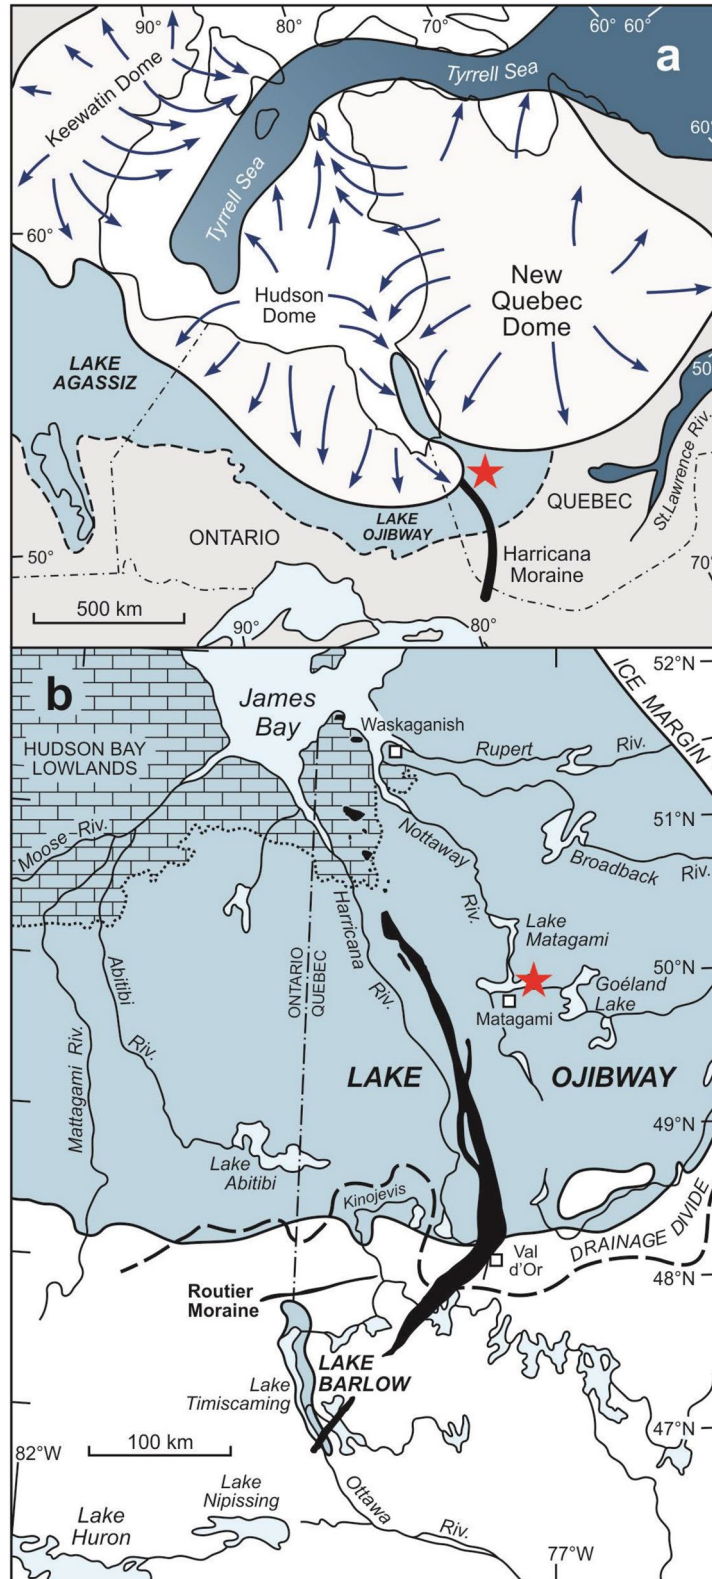 90°
80°
70°
60° 60°
a
Tyrrell Sea
Keewatin Dome
60°
Tyrrell Sea
60°
New
Quebec
Dome
Hudson
Dome
LAKE
AGASSIZ
50°
St.Lawrence Riv.
QUEBEC
LAKE
OJIBWAY
ONTARIO
50°
Harricana
Moraine
70°
500 km
90°
80°
b
James
Bay
52°N
ICE MARGIN
Waskaganish
HUDSON BAY
LOWLANDS
Rupert Riv.
51°N
Moose Riv.
Nottaway Riv.
Broadback Riv.
Harricana Riv.
Lake
Matagami
50°N
ONTARIO
QUEBEC
Abitibi Riv.
Goéland
Lake
Matagami
Mattagami Riv.
LAKE OJIBWAY
49°N
Lake
Abitibi
Kinojevis
DRAINAGE DIVIDE
Val
d'Or
48°N
Routier
Moraine
LAKE
BARLOW
Lake
Timiscaming
47°N
100 km
82°W
Lake
Nipissing
Ottawa Riv.
Lake
Huron
77°W